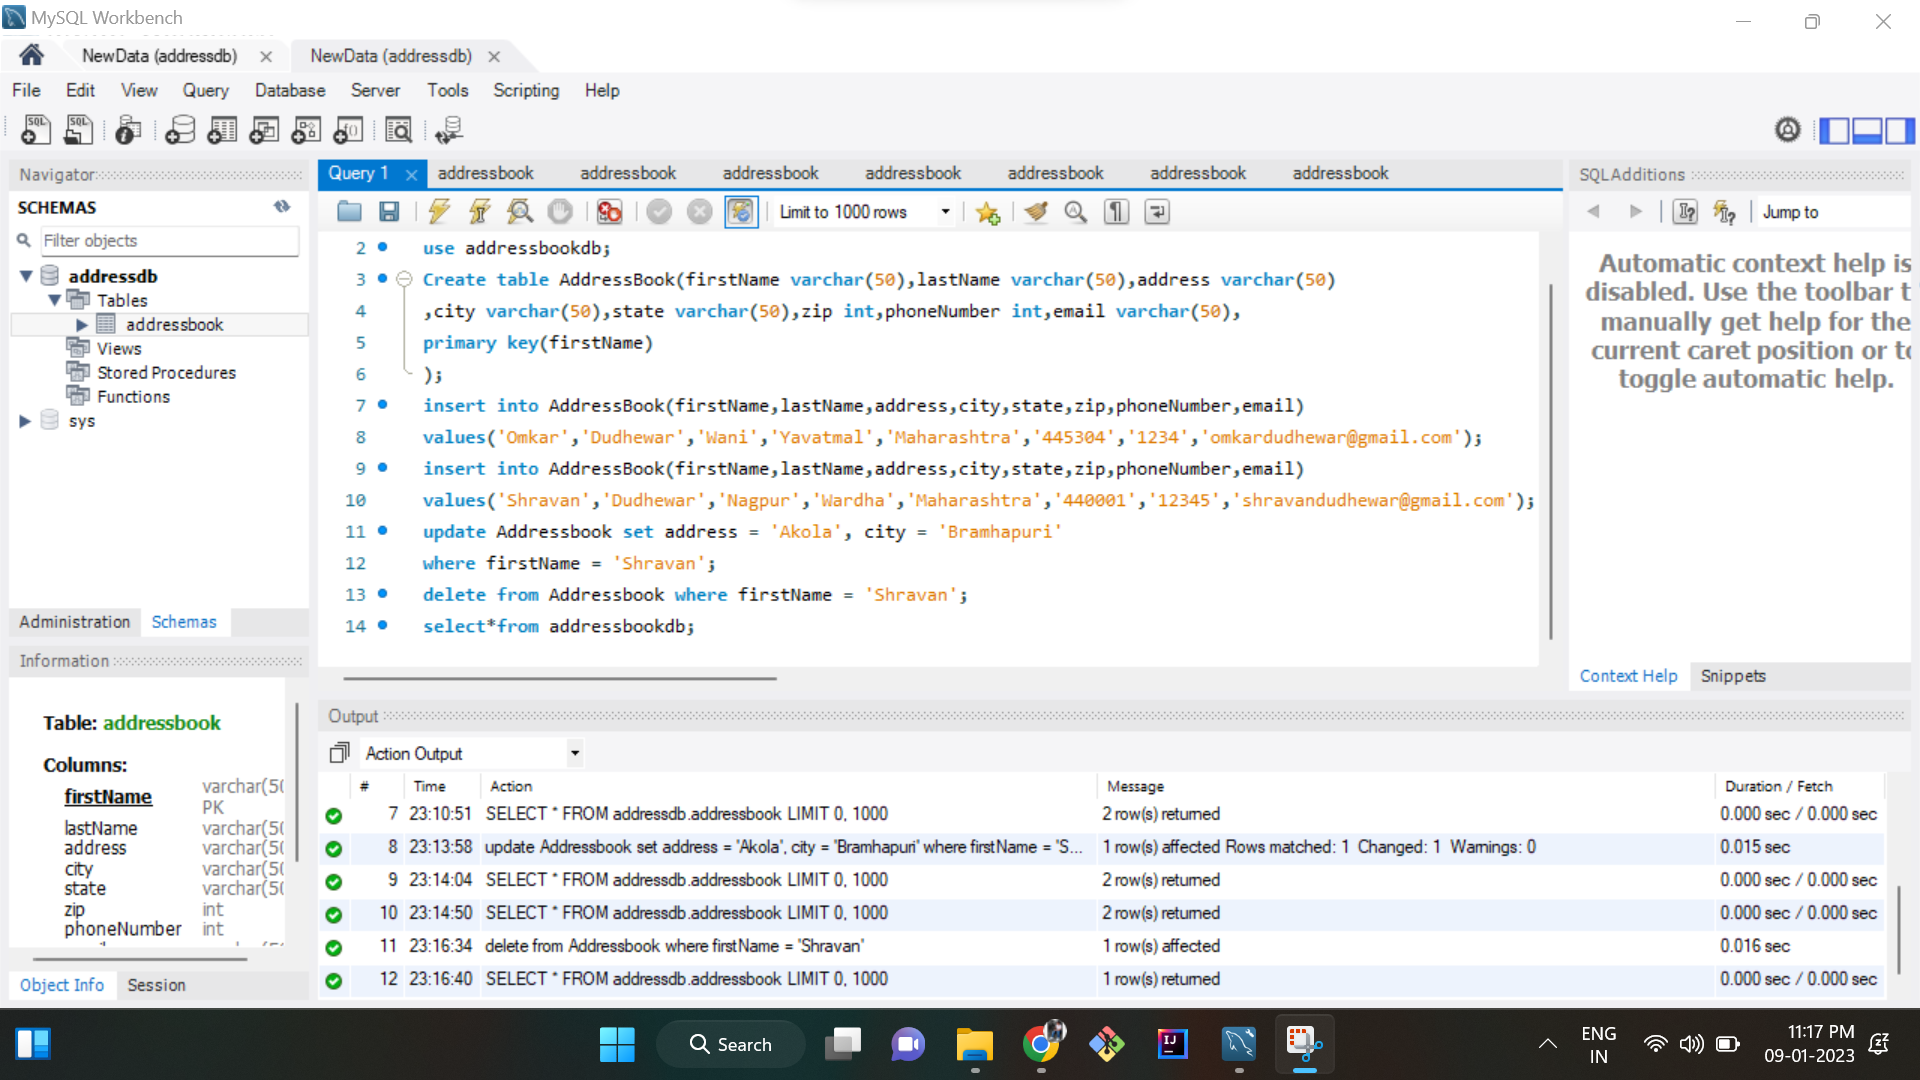 MySQL Workbench
NewData (addressdb)
NewData (addressdb)
File Edit View Query Database Server Tools Scripting Help
Navigator
SCHEMAS
Filter objects
addressdb
Tables
addressbook
Views
Stored Procedures
Functions
sys
Administration Schemas
Information
Table: addressbook
Columns:
firstName varchar(50
PK
lastName varchar(50
address varchar(50
city varchar(50
state varchar(50
zip int
phoneNumber int
Object Info Session
Query 1 addressbook addressbook addressbook addressbook addressbook addressbook addressbook
Limit to 1000 rows
2 use addressbookdb;
3 Create table AddressBook(firstName varchar(50),lastName varchar(50),address varchar(50)
4 ,city varchar(50),state varchar(50),zip int,phoneNumber int,email varchar(50),
5 primary key(firstName)
6 );
7 insert into AddressBook(firstName,lastName,address,city,state,zip,phoneNumber,email)
8 values('Omkar','Dudhewar','Wani','Yavatmal','Maharashtra','445304','1234','omkardudhewar@gmail.com');
9 insert into AddressBook(firstName,lastName,address,city,state,zip,phoneNumber,email)
10 values('Shravan','Dudhewar','Nagpur','Wardha','Maharashtra','440001','12345','shravandudhewar@gmail.com');
11 update Addressbook set address = 'Akola', city = 'Bramhapuri'
12 where firstName = 'Shravan';
13 delete from Addressbook where firstName = 'Shravan';
14 select*from addressbookdb;
SQLAdditions
Jump to
Automatic context help is
disabled. Use the toolbar t
manually get help for the
current caret position or to
toggle automatic help.
Context Help Snippets
Output
Action Output
# Time Action Message Duration / Fetch
7 23:10:51 SELECT * FROM addressdb.addressbook LIMIT 0, 1000 2 row(s) returned 0.000 sec / 0.000 sec
8 23:13:58 update Addressbook set address = 'Akola', city = 'Bramhapuri' where firstName = 'S... 1 row(s) affected Rows matched: 1 Changed: 1 Warnings: 0 0.015 sec
9 23:14:04 SELECT * FROM addressdb.addressbook LIMIT 0, 1000 2 row(s) returned 0.000 sec / 0.000 sec
10 23:14:50 SELECT * FROM addressdb.addressbook LIMIT 0, 1000 2 row(s) returned 0.000 sec / 0.000 sec
11 23:16:34 delete from Addressbook where firstName = 'Shravan' 1 row(s) affected 0.016 sec
12 23:16:40 SELECT * FROM addressdb.addressbook LIMIT 0, 1000 1 row(s) returned 0.000 sec / 0.000 sec
Search
ENG
IN
11:17 PM
09-01-2023